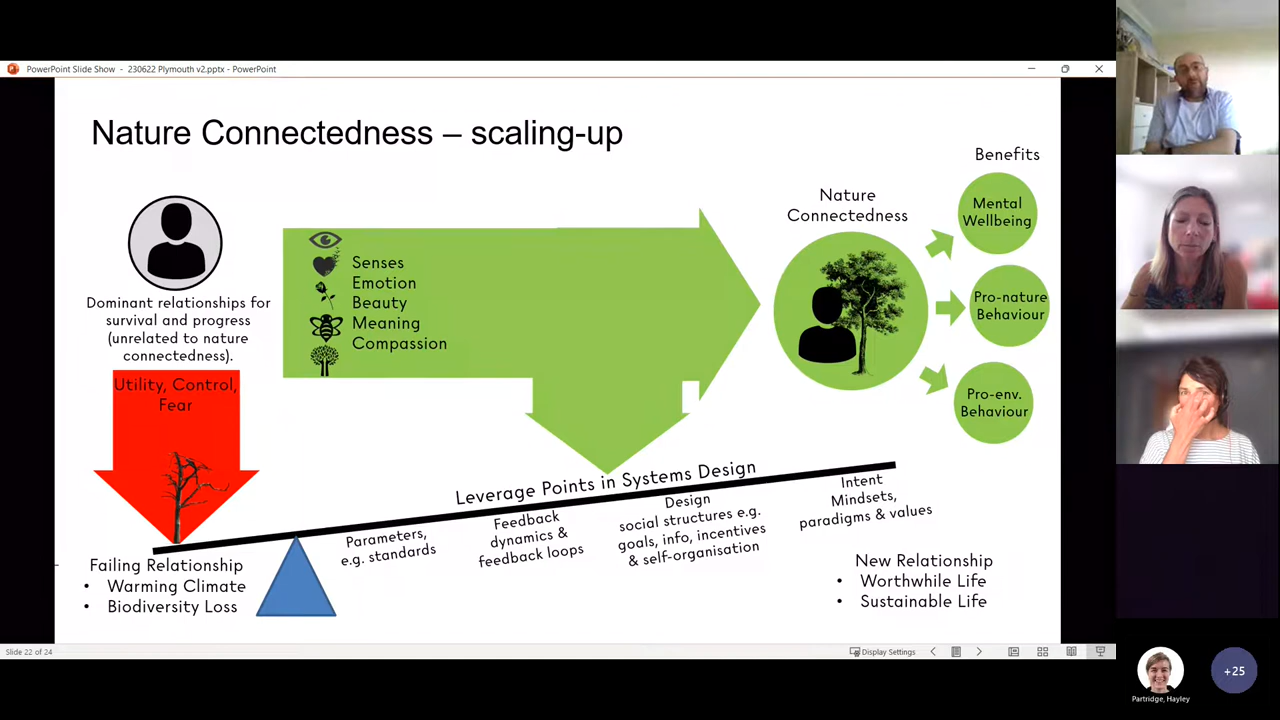 PowerPoint Slide Show - 230622 Plymouth v2.pptx - PowerPoint
Nature Connectedness – scaling-up
Benefits
Mental
Wellbeing
Nature
Connectedness
Pro-nature
Behaviour
Pro-env.
Behaviour
Senses
Emotion
Beauty
Meaning
Compassion
Dominant relationships for
survival and progress
(unrelated to nature
connectedness).
Utility, Control,
Fear
Leverage Points in Systems Design
Parameters,
e.g. standards
Feedback
dynamics &
feedback loops
Design
social structures e.g.
goals, info, incentives
& self-organisation
Intent
Mindsets,
paradigms & values
Failing Relationship
• Warming Climate
• Biodiversity Loss
New Relationship
• Worthwhile Life
• Sustainable Life
Slide 22 of 24
Display Settings
Partridge, Hayley
+25